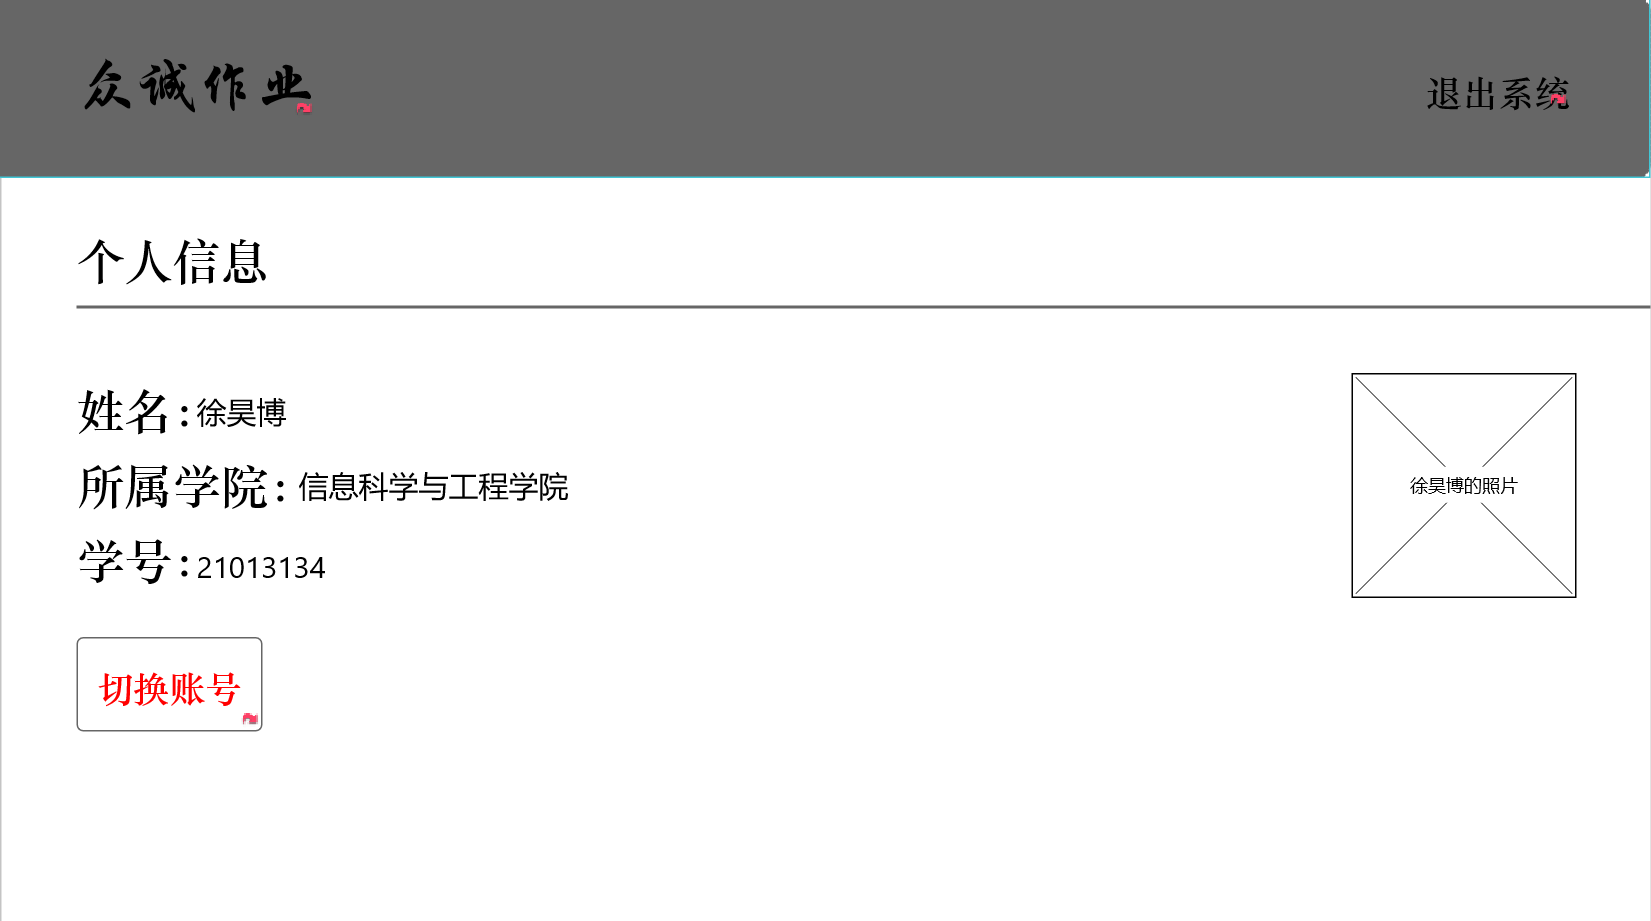 众诚作业
退出系统
个人信息
姓名:徐昊博
所属学院:信息科学与工程学院
学号:21013134
徐昊博的照片
切换账号